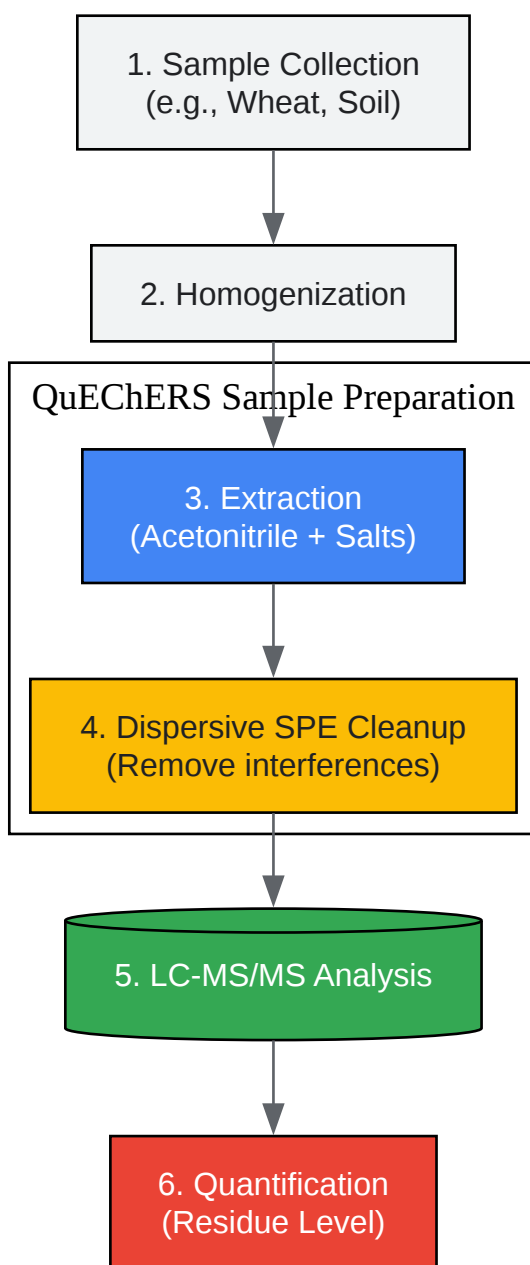 1. Sample Collection
(e.g., Wheat, Soil)
2. Homogenization
QuEChERS Sample Preparation
3. Extraction
(Acetonitrile + Salts)
4. Dispersive SPE Cleanup
(Remove interferences)
5. LC-MS/MS Analysis
6. Quantification
(Residue Level)